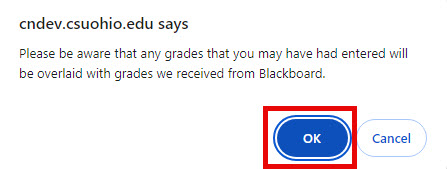 cndev.csuohio.edu says
Please be aware that any grades that you may have had entered will
be overlaid with grades we received from Blackboard.
OK
Cancel